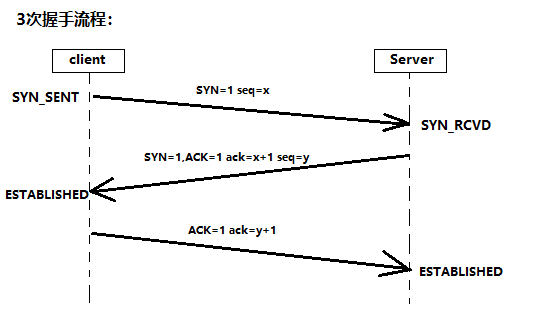 3次握手流程：
client
Server
SYN=1 seq=x
SYN_SENT
SYN_RCVD
SYN=1,ACK=1 ack=x+1 seq=y
ESTABLISHED
ACK=1 ack=y+1
ESTABLISHED